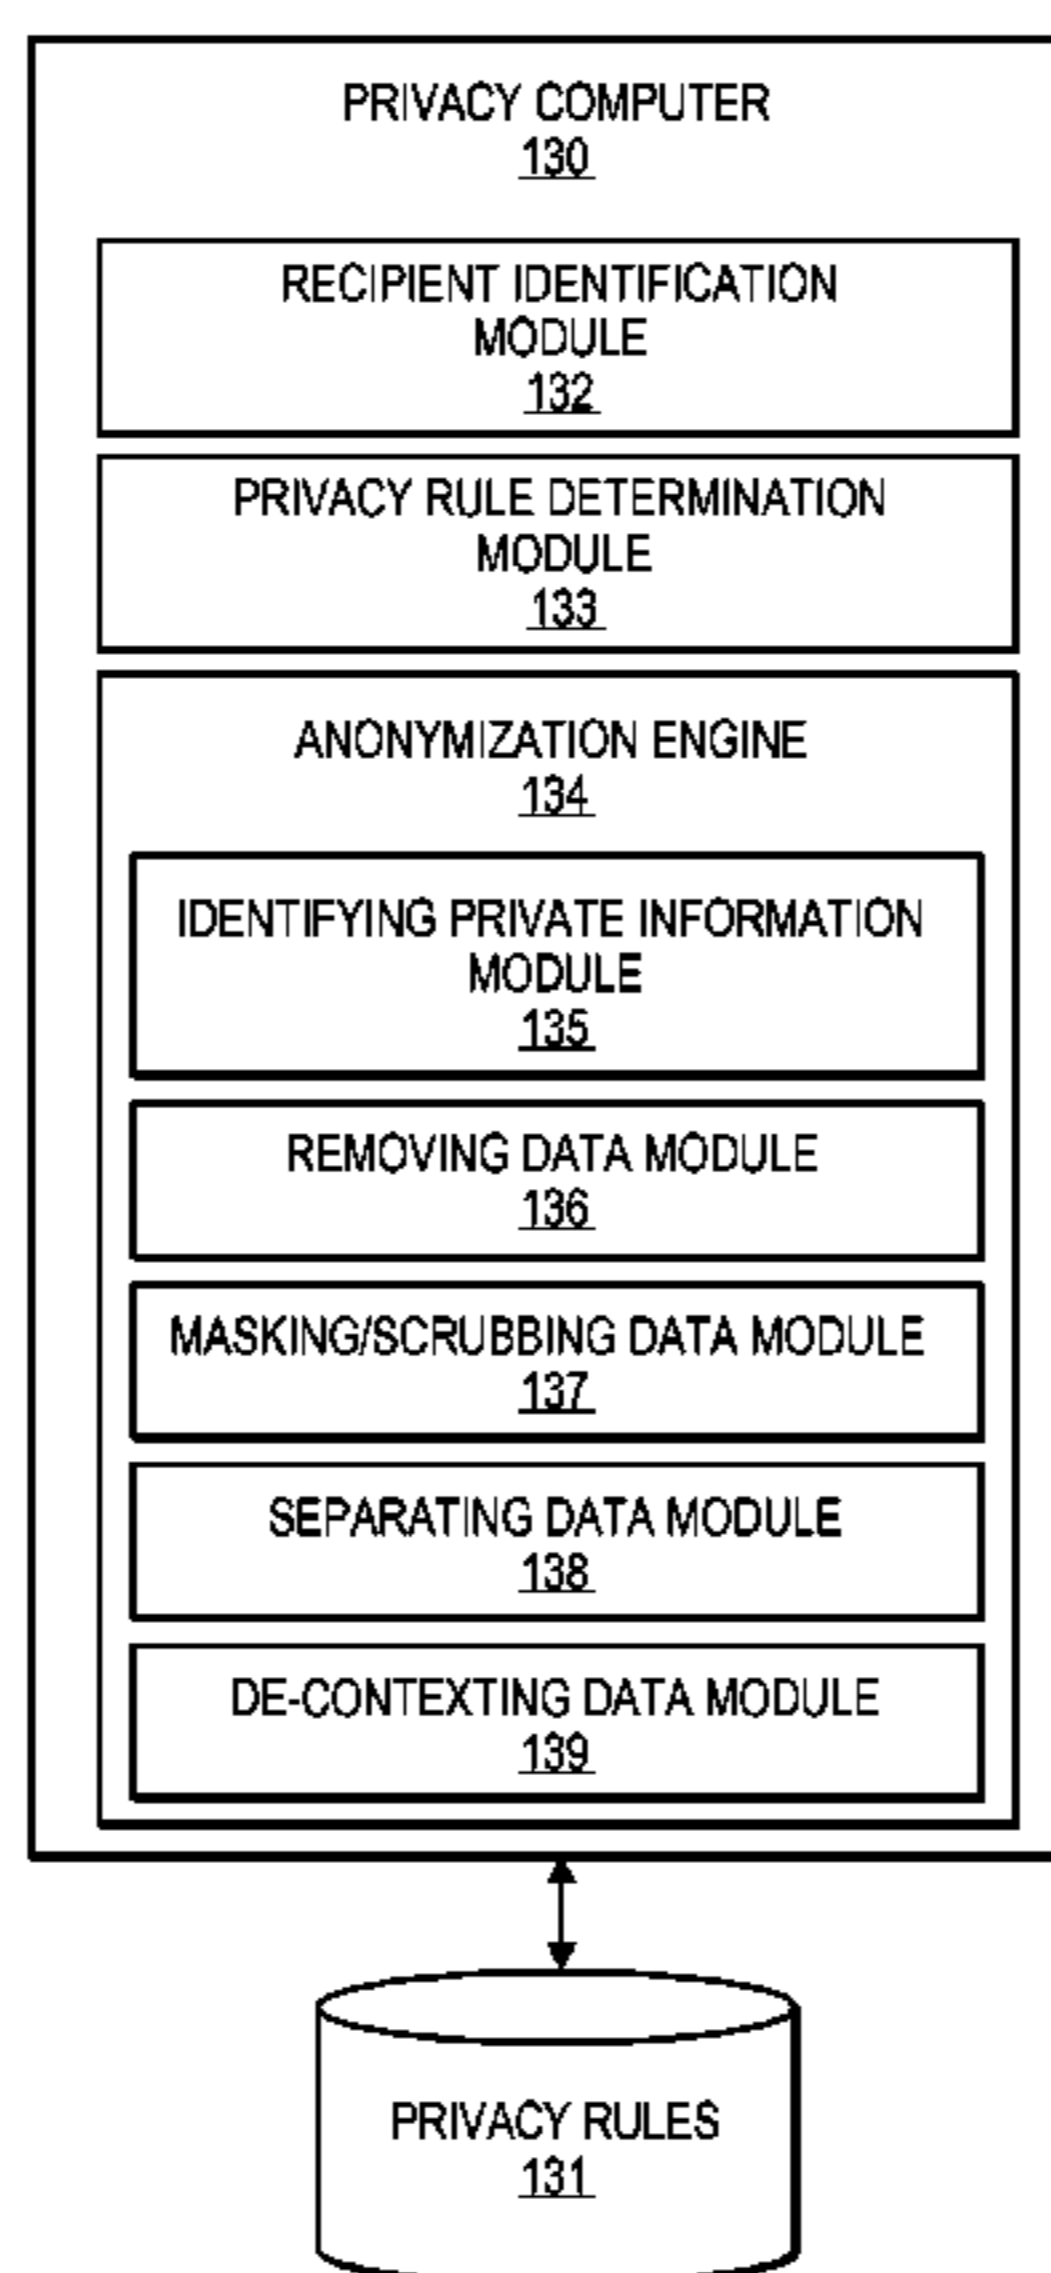 PRIVACY COMPUTER
130
RECIPIENT IDENTIFICATION
MODULE
132
PRIVACY RULE DETERMINATION
MODULE
133
ANONYMIZATION ENGINE
134
IDENTIFYING PRIVATE INFORMATION
MODULE
135
REMOVING DATA MODULE
136
MASKING/SCRUBBING DATA MODULE
137
SEPARATING DATA MODULE
138
DE-CONTEXTING DATA MODULE
139
PRIVACY RULES
131